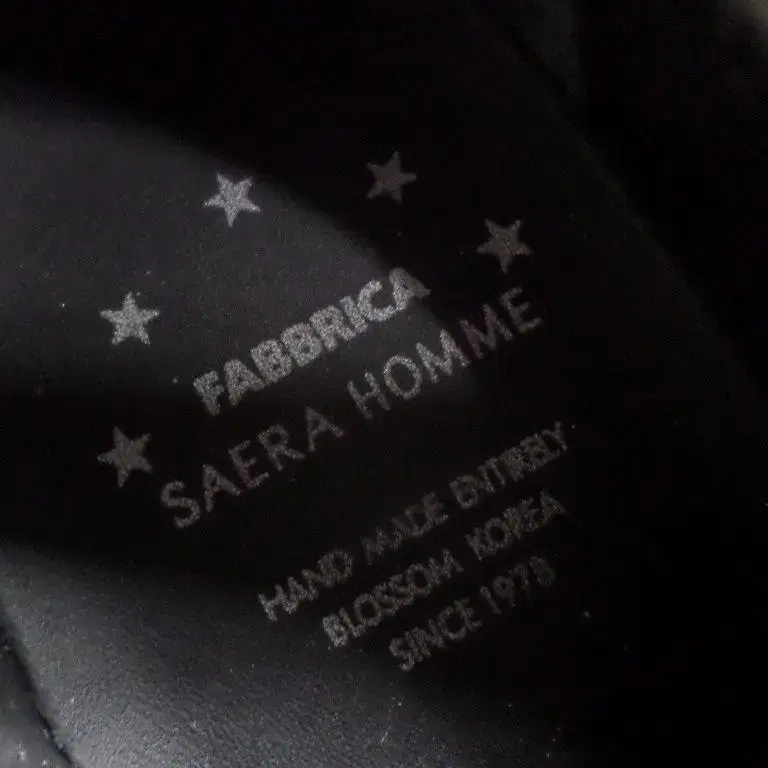 FABBRICA
SAERA HOMME
HAND MADE ENTIRELY
BLOSSOM KOREA
SINCE 1978